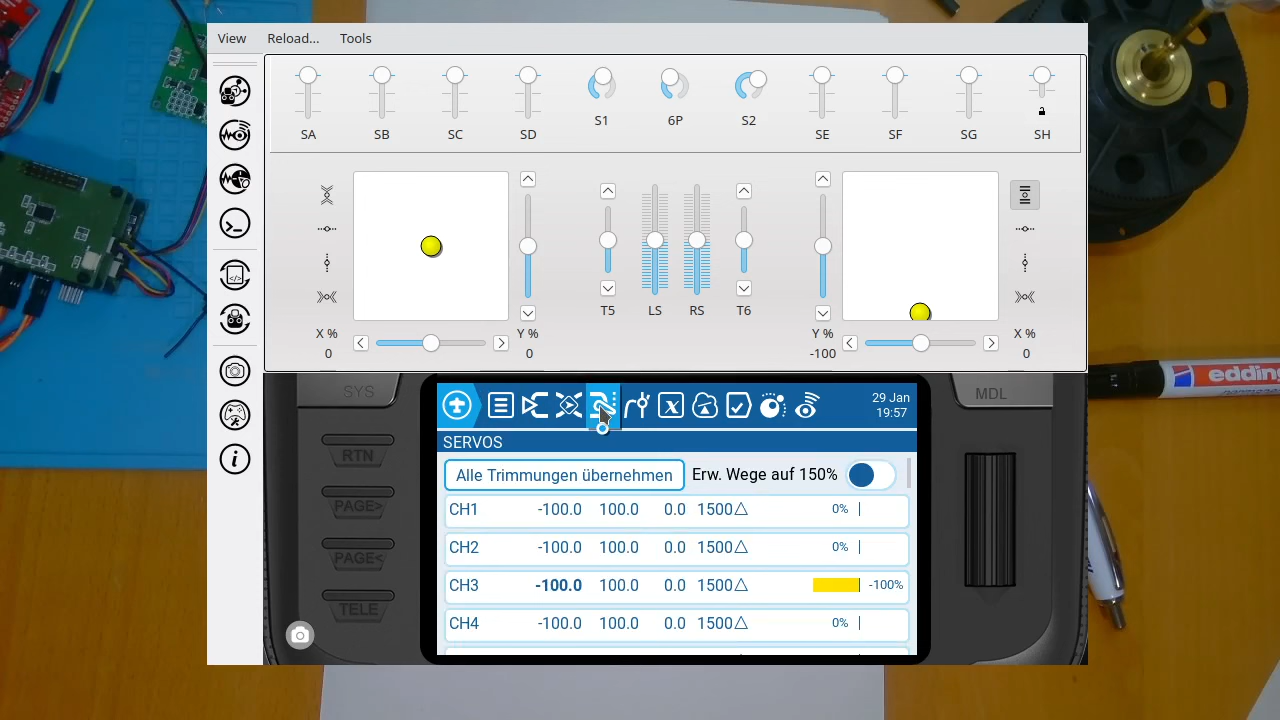 View Reload... Tools
SA SB SC SD S1 6P S2 SE SF SG SH
T5 LS RS T6
X % Y % Y % X %
0 0 -100 0
SYS
MDL
RTN
PAGE>
PAGE<
TELE
29 Jan
19:57
SERVOS
Alle Trimmungen übernehmen Erw. Wege auf 150%
CH1 -100.0 100.0 0.0 1500△ 0%
CH2 -100.0 100.0 0.0 1500△ 0%
CH3 -100.0 100.0 0.0 1500△ -100%
CH4 -100.0 100.0 0.0 1500△ 0%
edding